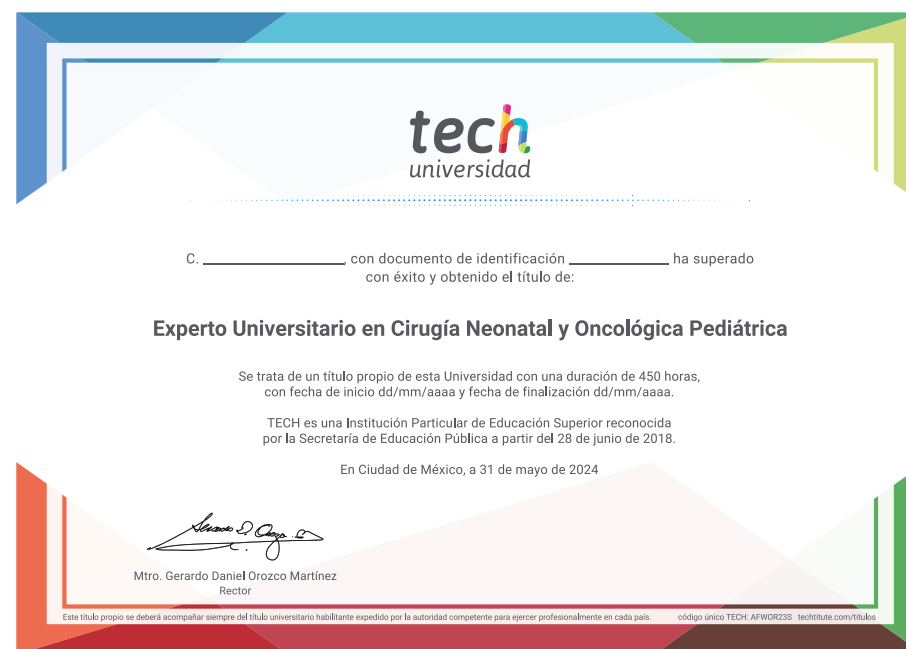 tech
universidad
C. ____________________, con documento de identificación ______________ ha superado
con éxito y obtenido el título de:
Experto Universitario en Cirugía Neonatal y Oncológica Pediátrica
Se trata de un título propio de esta Universidad con una duración de 450 horas,
con fecha de inicio dd/mm/aaaa y fecha de finalización dd/mm/aaaa.
TECH es una Institución Particular de Educación Superior reconocida
por la Secretaría de Educación Pública a partir del 28 de junio de 2018.
En Ciudad de México, a 31 de mayo de 2024
Mtro. Gerardo Daniel Orozco Martínez
Rector
Este título propio se deberá acompañar siempre del título universitario habilitante expedido por la autoridad competente para ejercer profesionalmente en cada país. código único TECH: AFWOR23S techtitute.com/titulos